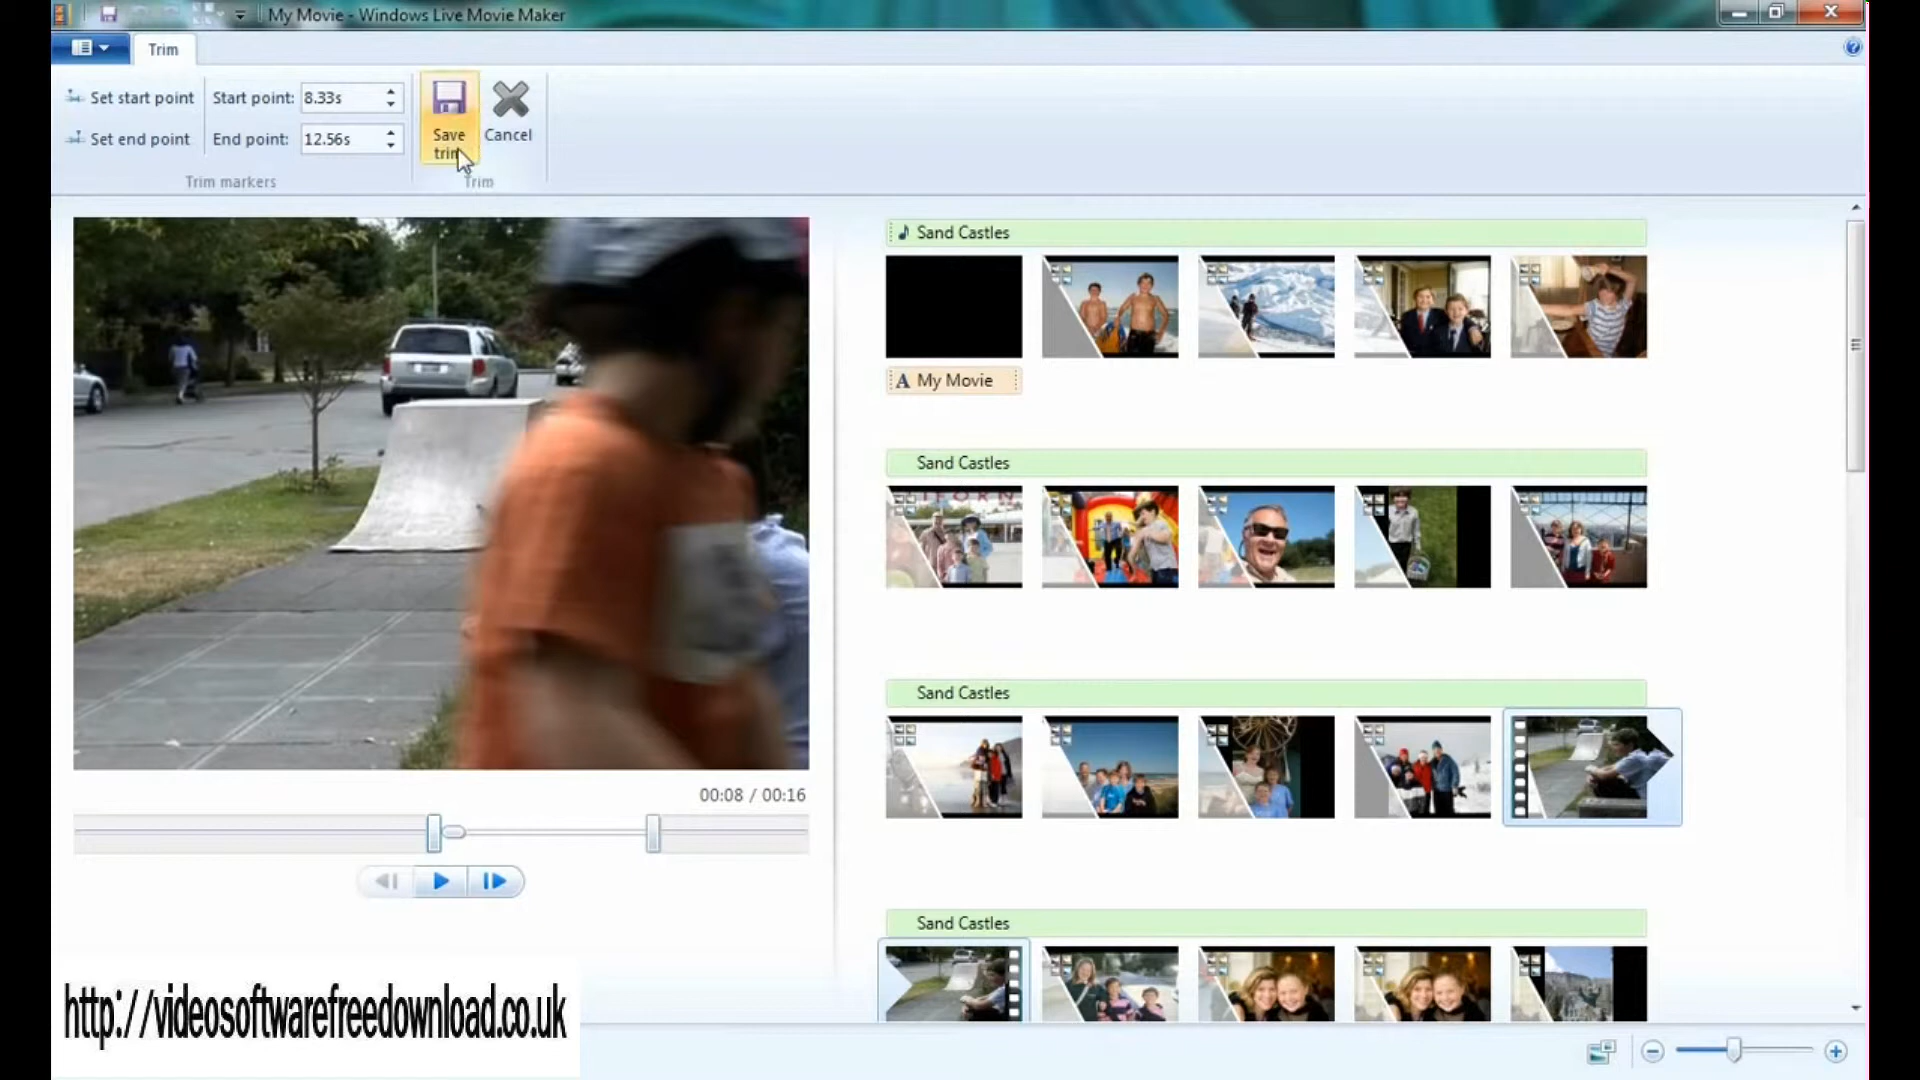 My Movie - Windows Live Movie Maker
Trim
Set start point
Start point: 8.33s
Set end point
End point: 12.56s
Save
trim
Cancel
Trim markers
Trim
Sand Castles
A My Movie
Sand Castles
Sand Castles
Sand Castles
00:08 / 00:16
http://videosoftwarefreedownload.co.uk